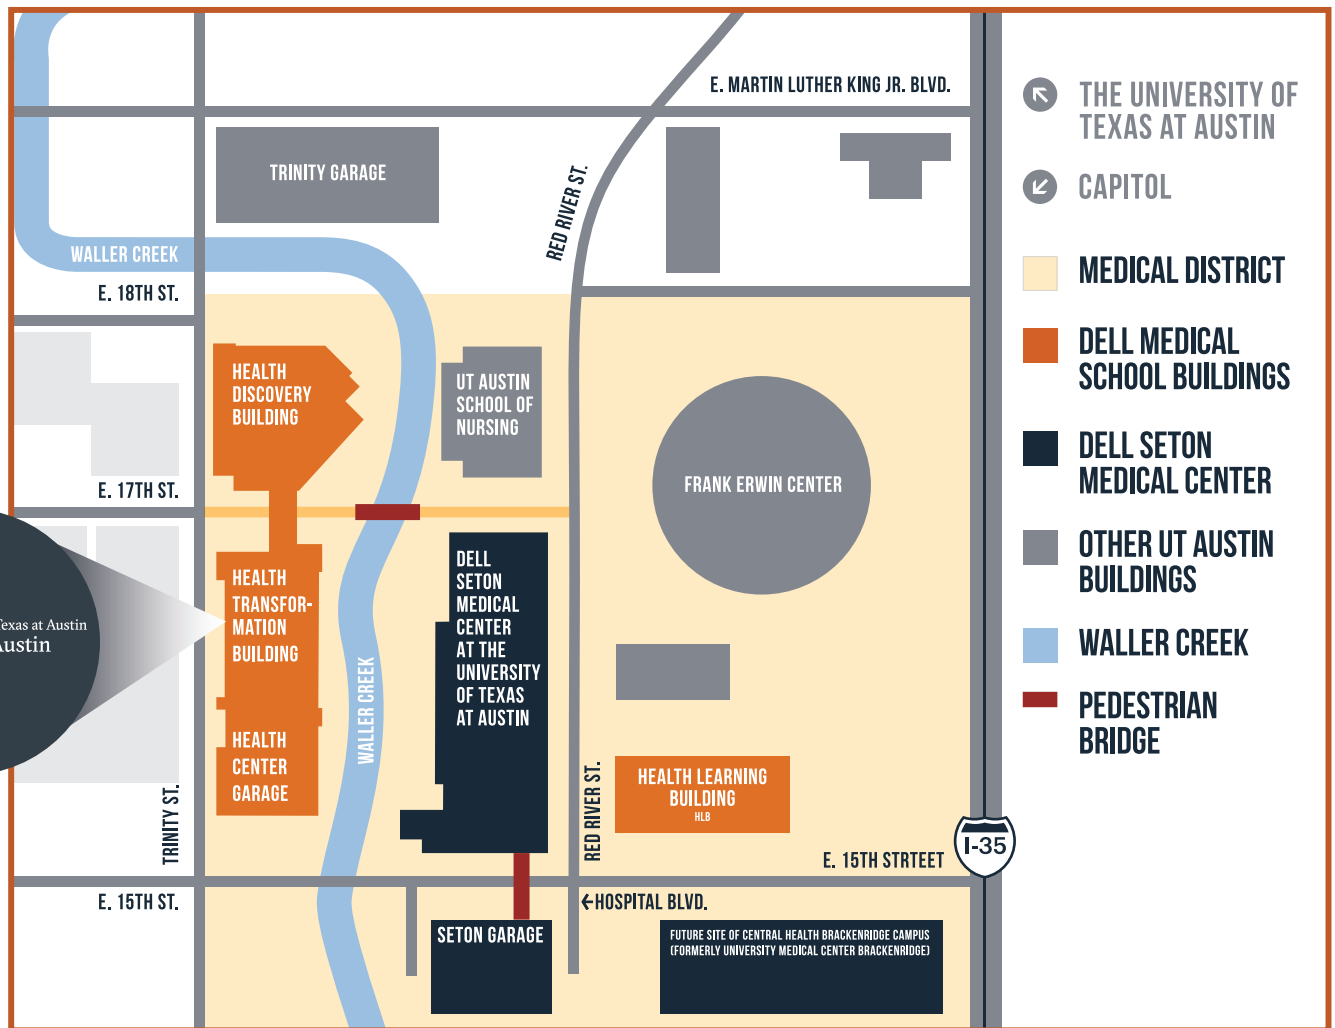 E. MARTIN LUTHER KING JR. BLVD.
TRINITY GARAGE
RED RIVER ST.
WALLER CREEK
E. 18TH ST.
HEALTH
DISCOVERY
BUILDING
UT AUSTIN
SCHOOL OF
NURSING
FRANK ERWIN CENTER
E. 17TH ST.
DELL
SETON
MEDICAL
CENTER
AT THE
UNIVERSITY
OF TEXAS
AT AUSTIN
HEALTH
TRANSFOR-
MATION
BUILDING
Texas at Austin
Austin
WALLER CREEK
HEALTH
CENTER
GARAGE
TRINITY ST.
RED RIVER ST.
HEALTH LEARNING
BUILDING
HLB
I-35
E. 15TH STRTEET
E. 15TH ST.
←HOSPITAL BLVD.
SETON GARAGE
FUTURE SITE OF CENTRAL HEALTH BRACKENRIDGE CAMPUS
(FORMERLY UNIVERSITY MEDICAL CENTER BRACKENRIDGE)
THE UNIVERSITY OF
TEXAS AT AUSTIN
CAPITOL
MEDICAL DISTRICT
DELL MEDICAL
SCHOOL BUILDINGS
DELL SETON
MEDICAL CENTER
OTHER UT AUSTIN
BUILDINGS
WALLER CREEK
PEDESTRIAN
BRIDGE